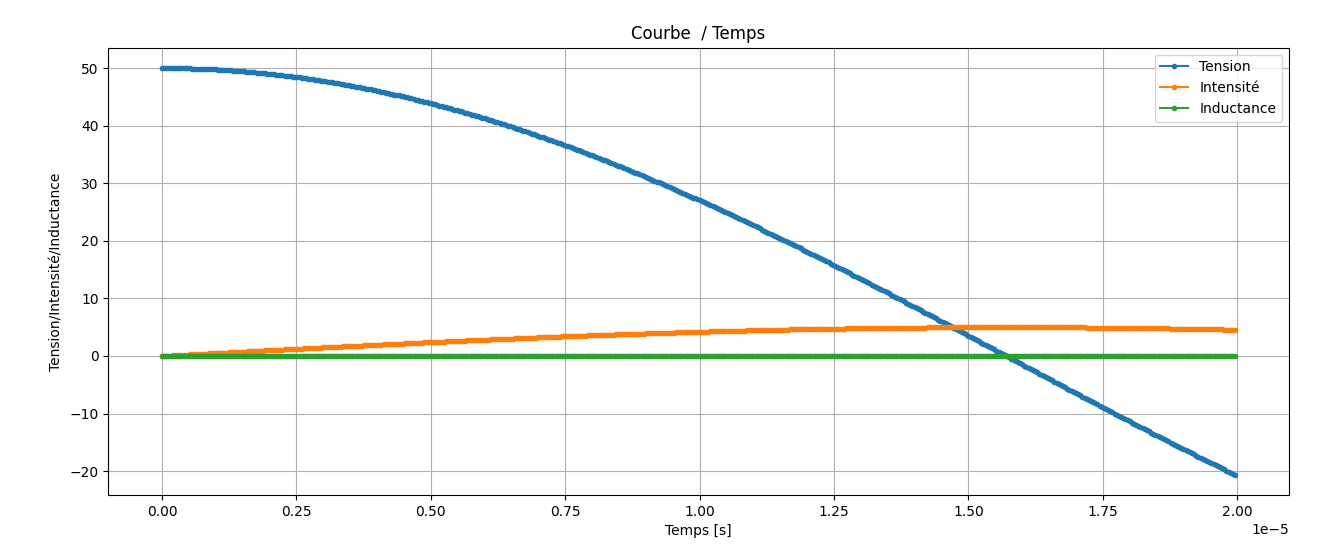 Courbe  / Temps
Tension/Intensité/Inductance
50
40
30
20
10
0
−10
−20
Tension
Intensité
Inductance
0.00 0.25 0.50 0.75 1.00 1.25 1.50 1.75 2.00
1e−5
Temps [s]